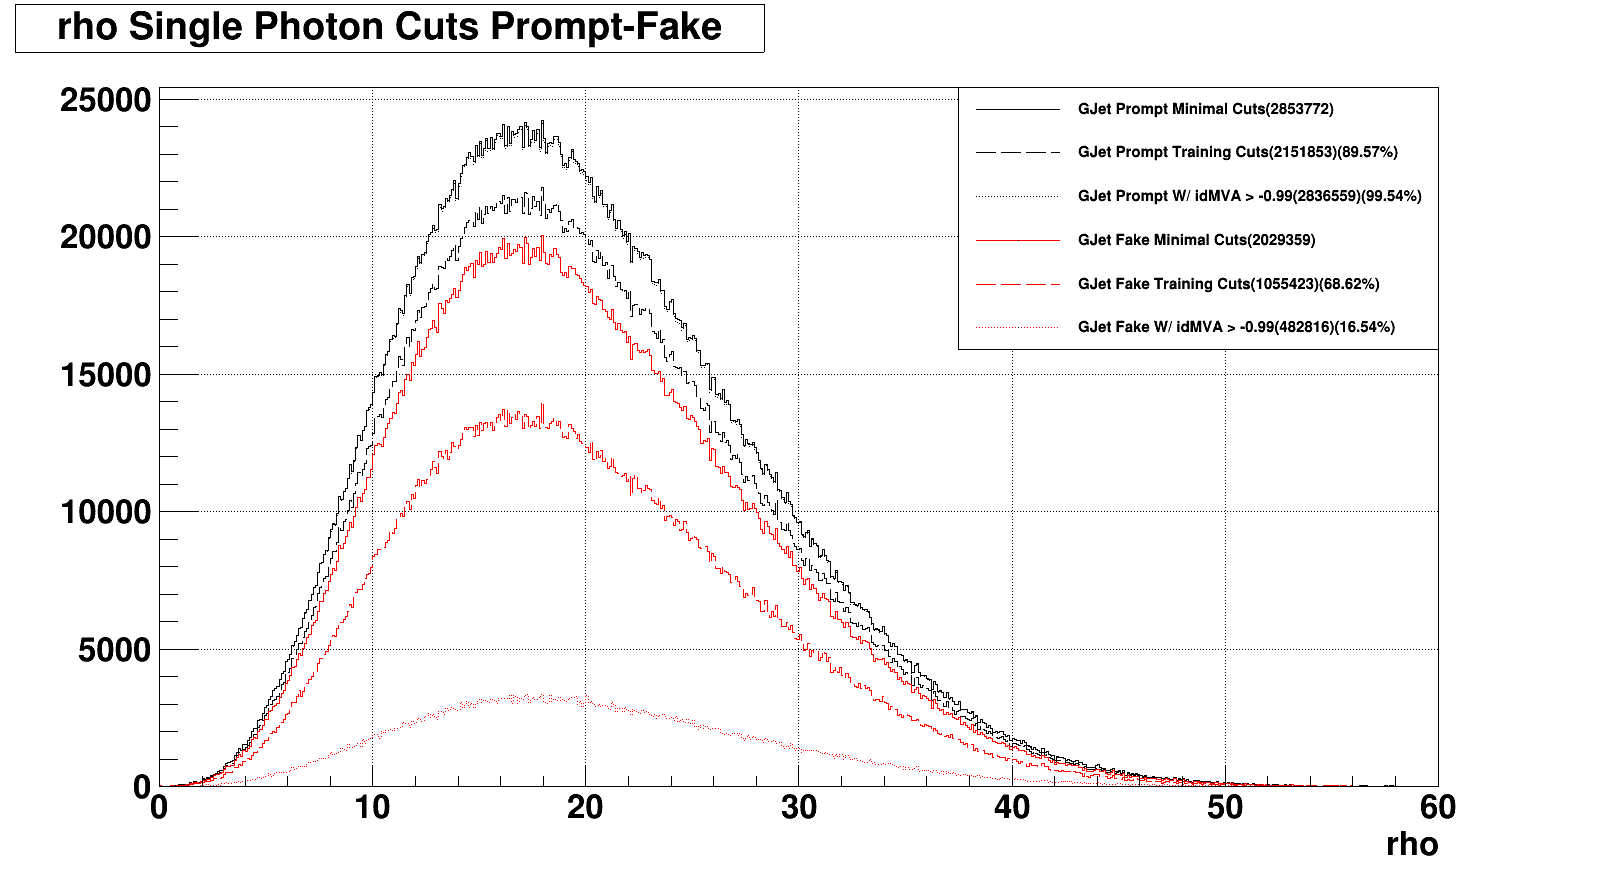 rho Single Photon Cuts Prompt-Fake
25000
20000
15000
10000
5000
0
GJet Prompt Minimal Cuts(2853772)
GJet Prompt Training Cuts(2151853)(89.57%)
GJet Prompt W/ idMVA > -0.99(2836559)(99.54%)
GJet Fake Minimal Cuts(2029359)
GJet Fake Training Cuts(1055423)(68.62%)
GJet Fake W/ idMVA > -0.99(482816)(16.54%)
0 10 20 30 40 50 60
rho